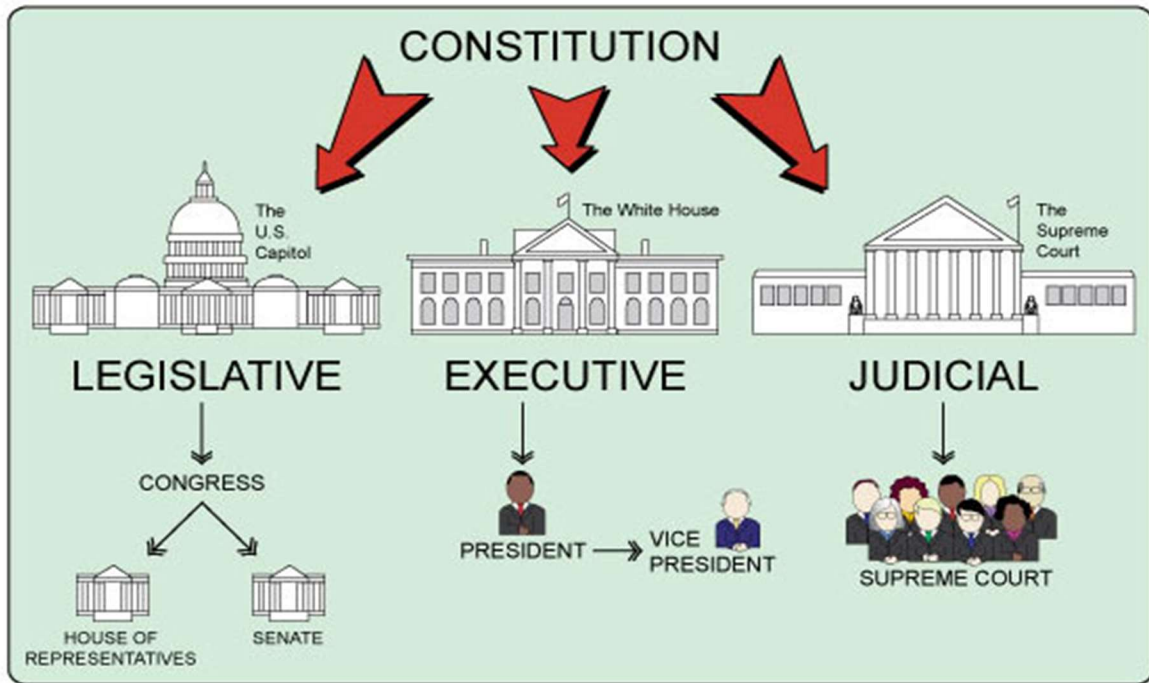 CONSTITUTION
The
U.S.
Capitol
The White House
The
Supreme
Court
LEGISLATIVE
EXECUTIVE
JUDICIAL
CONGRESS
PRESIDENT
VICE
PRESIDENT
SUPREME COURT
HOUSE OF
REPRESENTATIVES
SENATE